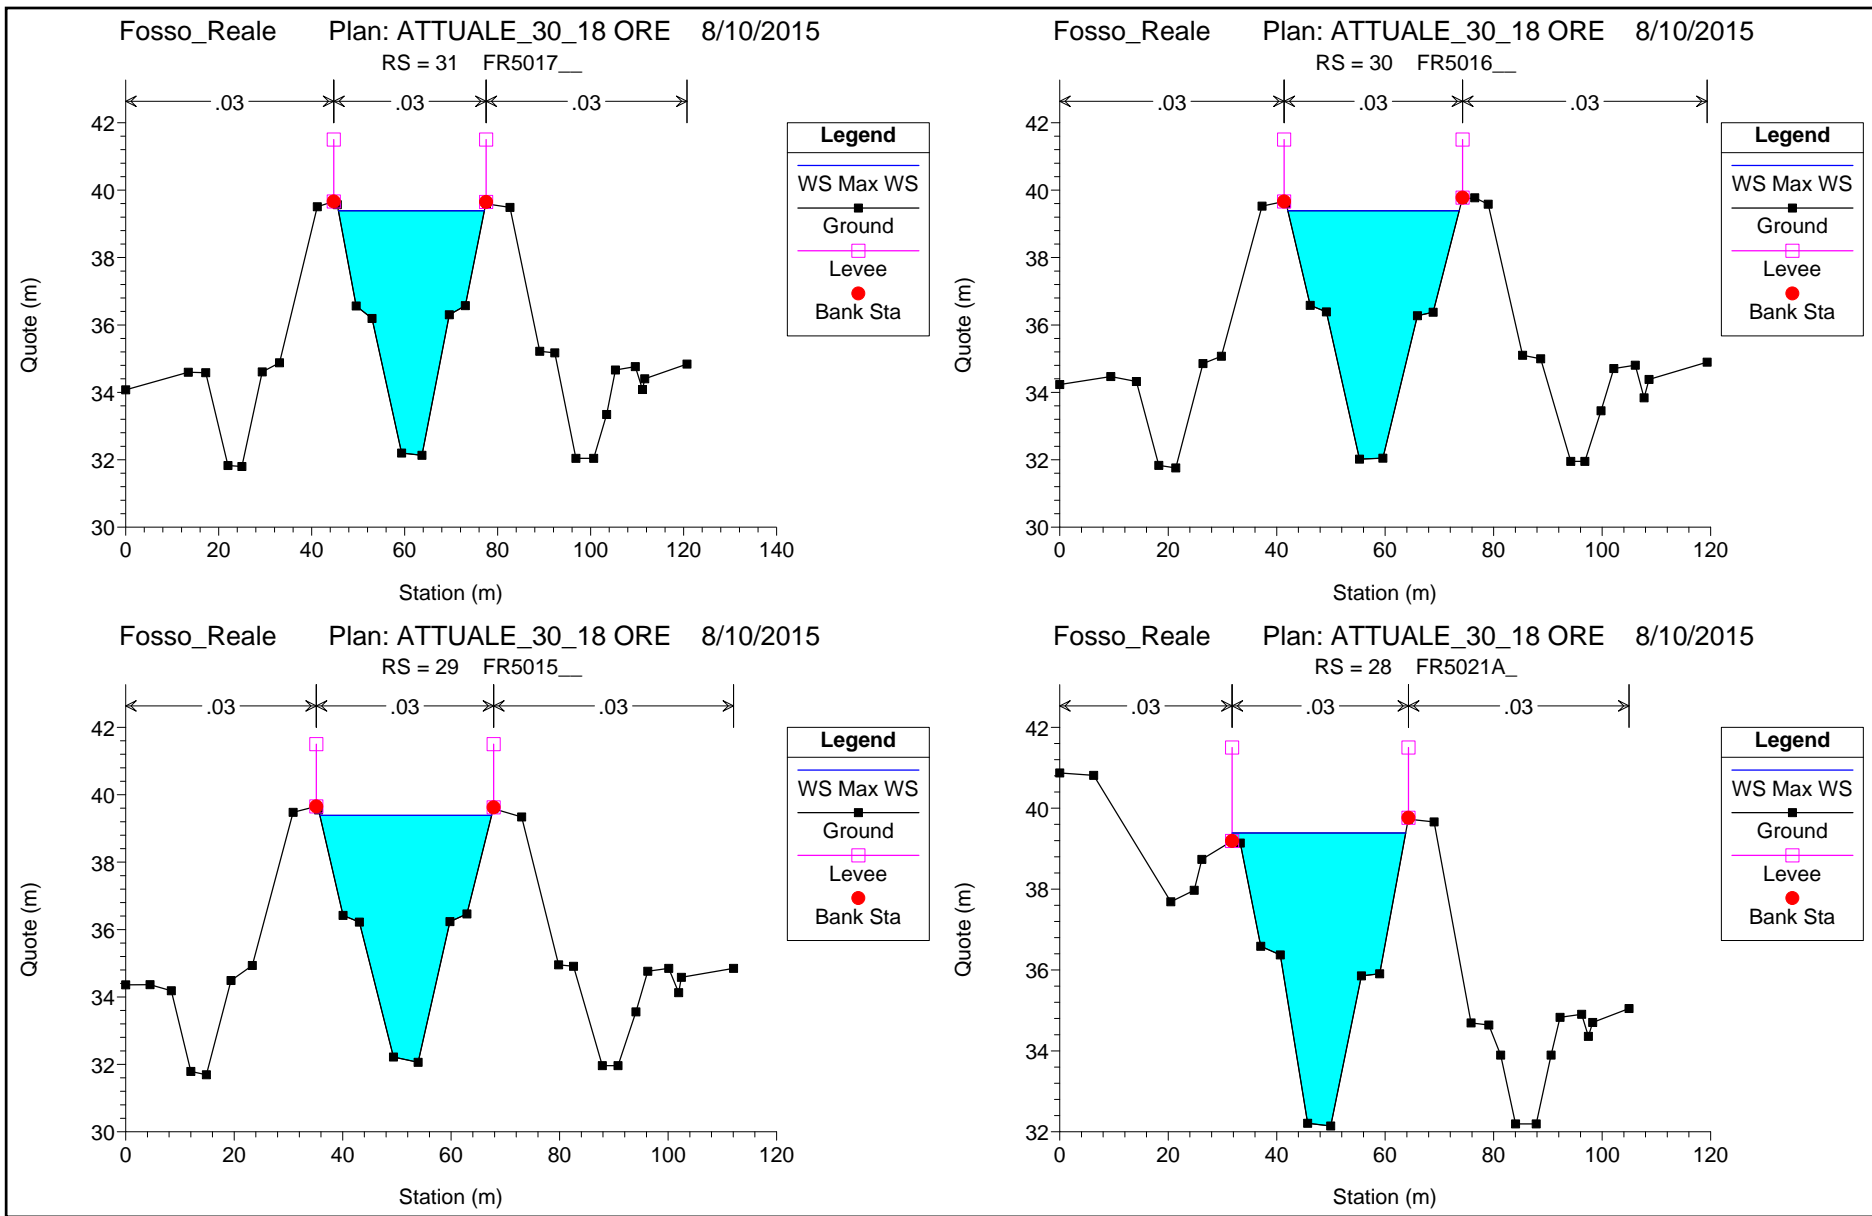 Fosso_Reale Plan: ATTUALE_30_18 ORE 8/10/2015
RS = 31 FR5017__
.03 .03 .03
42
40
38
36
34
32
30
Quote (m)
0 20 40 60 80 100 120 140
Station (m)
Legend
WS Max WS
Ground
Levee
Bank Sta
Fosso_Reale Plan: ATTUALE_30_18 ORE 8/10/2015
RS = 30 FR5016__
.03 .03 .03
42
40
38
36
34
32
30
Quote (m)
0 20 40 60 80 100 120
Station (m)
Legend
WS Max WS
Ground
Levee
Bank Sta
Fosso_Reale Plan: ATTUALE_30_18 ORE 8/10/2015
RS = 29 FR5015__
.03 .03 .03
42
40
38
36
34
32
30
Quote (m)
0 20 40 60 80 100 120
Station (m)
Legend
WS Max WS
Ground
Levee
Bank Sta
Fosso_Reale Plan: ATTUALE_30_18 ORE 8/10/2015
RS = 28 FR5021A_
.03 .03 .03
42
40
38
36
34
32
Quote (m)
0 20 40 60 80 100 120
Station (m)
Legend
WS Max WS
Ground
Levee
Bank Sta